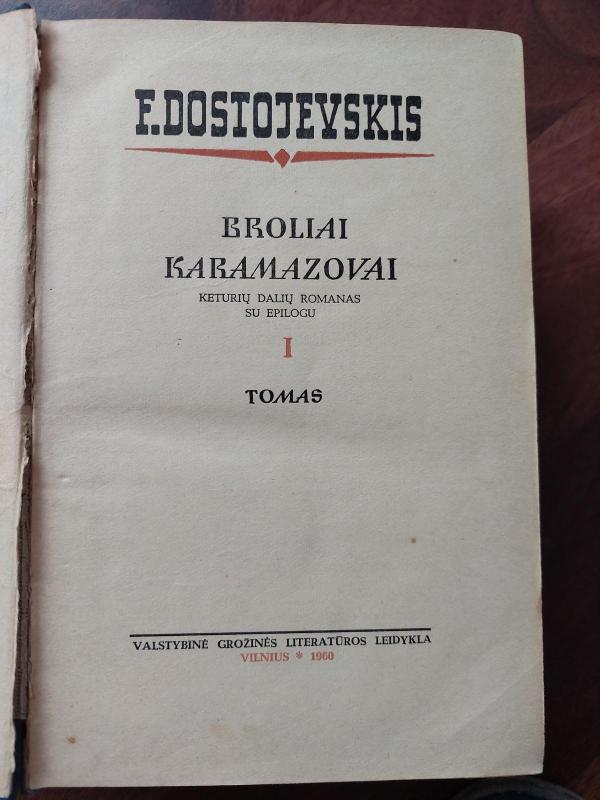 F. DOSTOJEVSKIS
BROLIAI
KARAMAZOVAI
KETURIŲ DALIŲ ROMANAS
SU EPILOGU
I
TOMAS
VALSTYBINĖ GROŽINĖS LITERATŪROS LEIDYKLA
VILNIUS * 1960